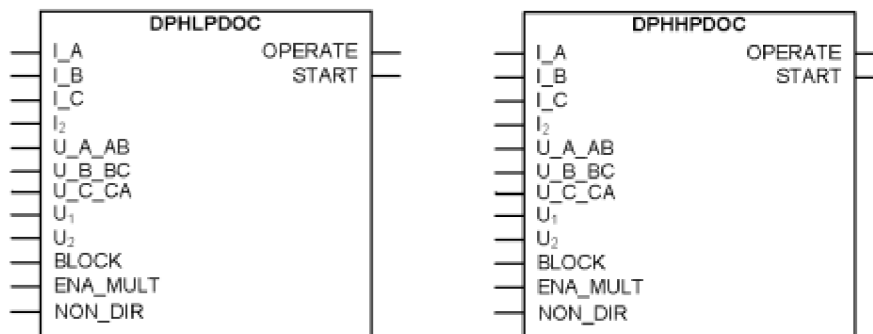 DPHLPDOC
I_A OPERATE
I_B START
I_C
I₂
U_A_AB
U_B_BC
U_C_CA
U₁
U₂
BLOCK
ENA_MULT
NON_DIR
DPHHPDOC
I_A OPERATE
I_B START
I_C
I₂
U_A_AB
U_B_BC
U_C_CA
U₁
U₂
BLOCK
ENA_MULT
NON_DIR